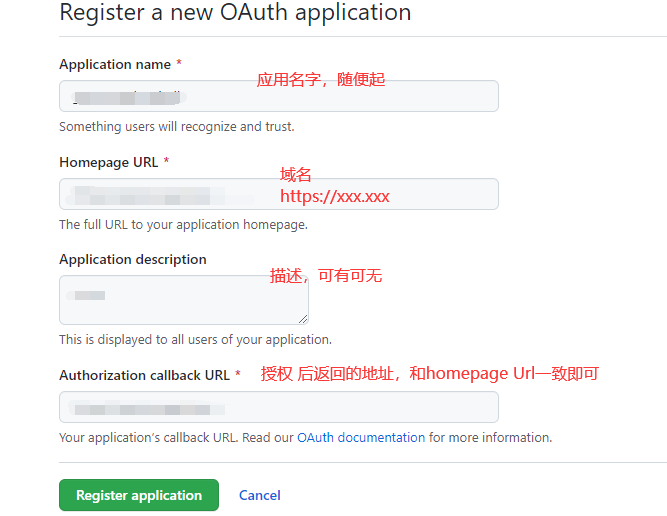 Register a new OAuth application
Application name *
应用名字，随便起
Something users will recognize and trust.
Homepage URL *
域名
https://xxx.xxx
The full URL to your application homepage.
Application description
描述，可有可无
This is displayed to all users of your application.
Authorization callback URL *
授权 后返回的地址，和homepage Url一致即可
Your application’s callback URL. Read our OAuth documentation for more information.
Register application
Cancel